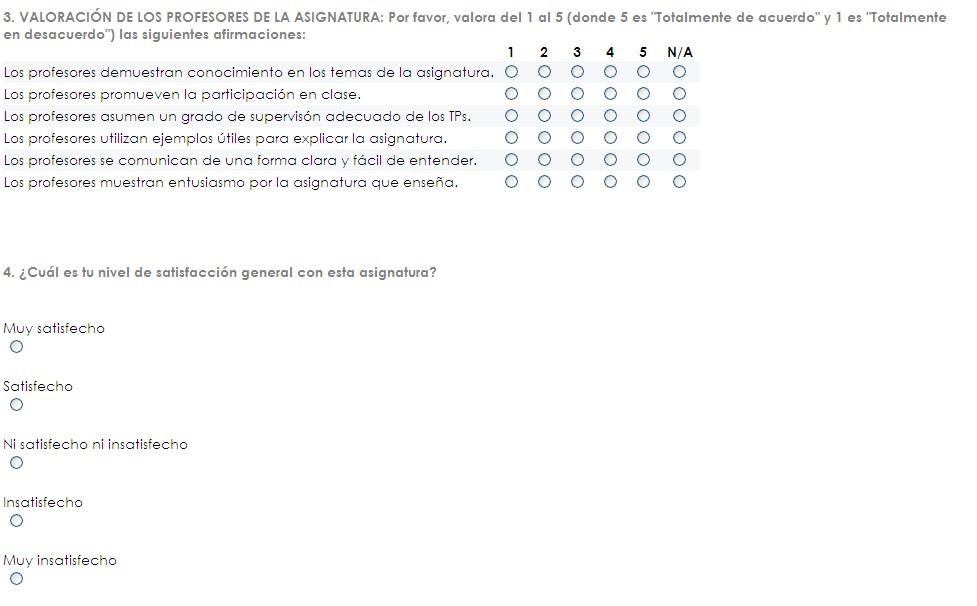 3. VALORACIÓN DE LOS PROFESORES DE LA ASIGNATURA: Por favor, valora del 1 al 5 (donde 5 es "Totalmente de acuerdo" y 1 es "Totalmente
en desacuerdo") las siguientes afirmaciones:
1 2 3 4 5 N/A
Los profesores demuestran conocimiento en los temas de la asignatura.
Los profesores promueven la participación en clase.
Los profesores asumen un grado de supervisón adecuado de los TPs.
Los profesores utilizan ejemplos útiles para explicar la asignatura.
Los profesores se comunican de una forma clara y fácil de entender.
Los profesores muestran entusiasmo por la asignatura que enseña.
4. ¿Cuál es tu nivel de satisfacción general con esta asignatura?
Muy satisfecho
Satisfecho
Ni satisfecho ni insatisfecho
Insatisfecho
Muy insatisfecho